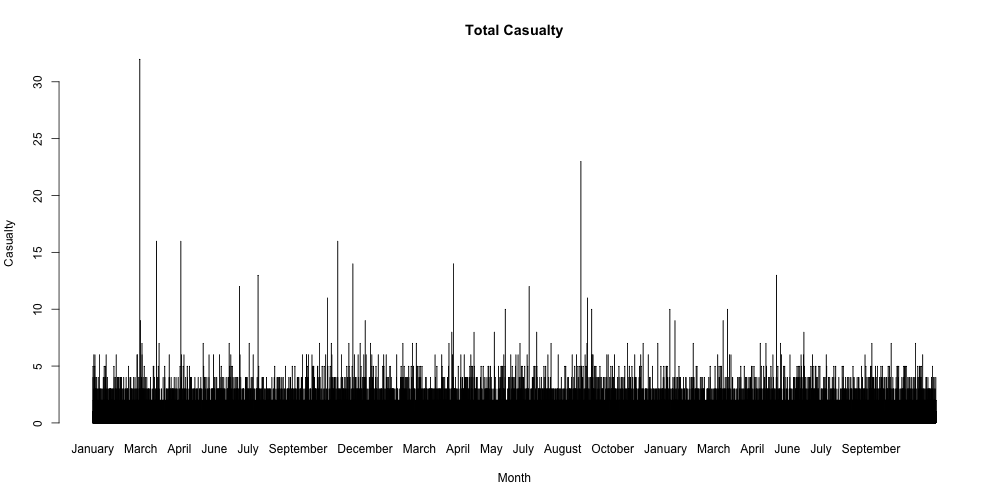 Total Casualty
30
25
20
15
10
5
0
Casualty
January March April June July September December March April May July August October January March April June July September
Month